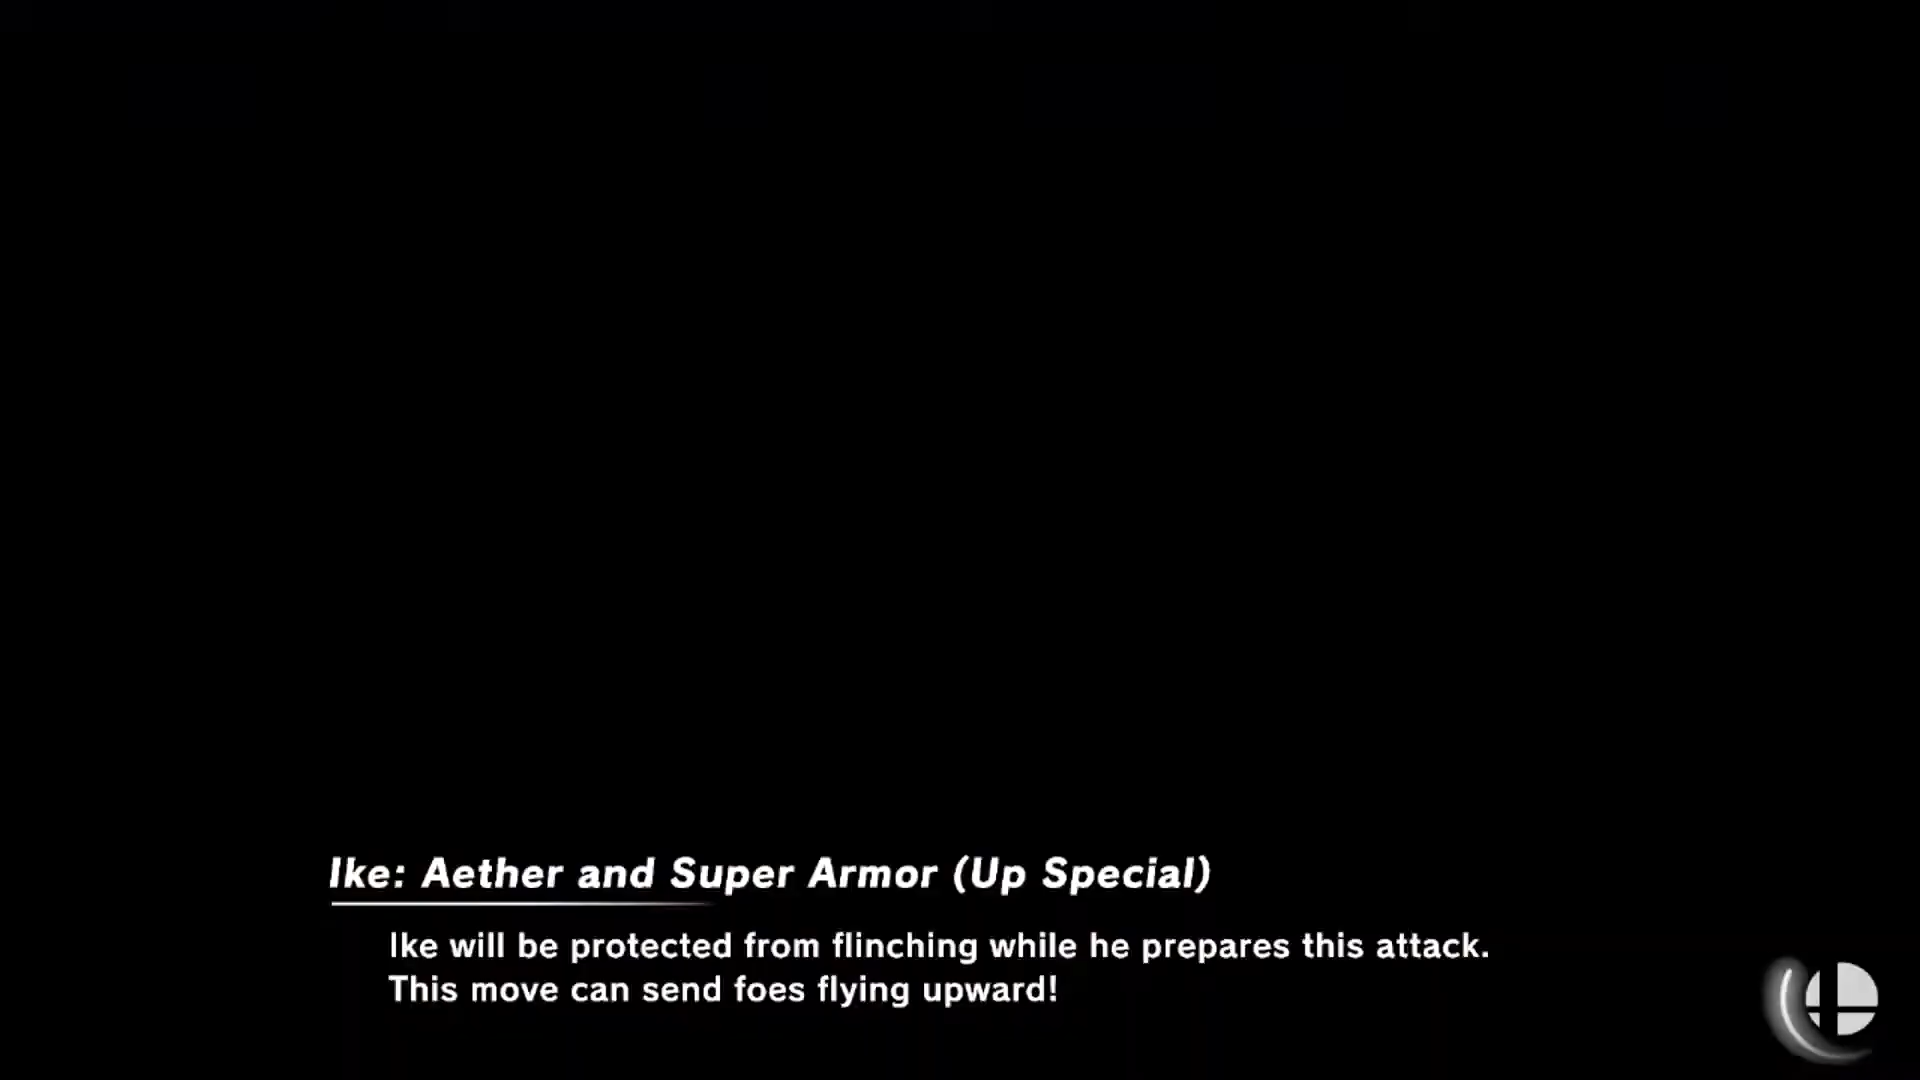 Ike: Aether and Super Armor (Up Special)
Ike will be protected from flinching while he prepares this attack.
This move can send foes flying upward!